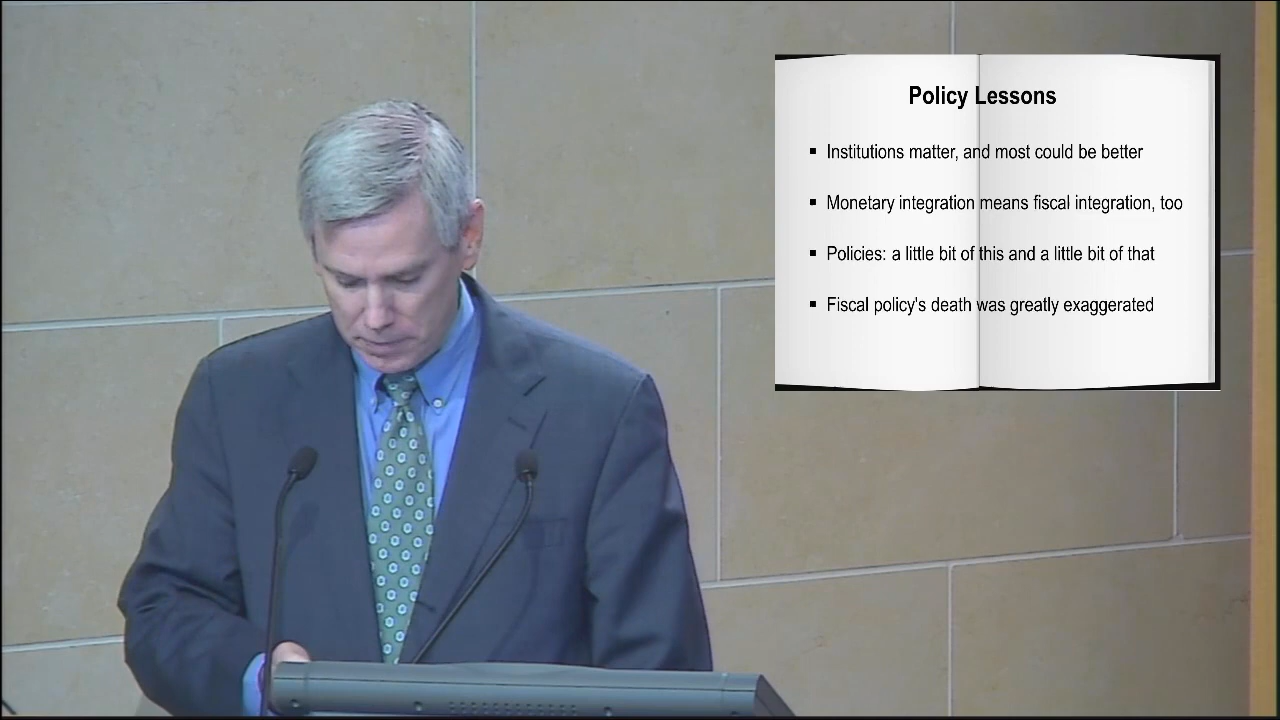 Policy Lessons
▪ Institutions matter, and most could be better
▪ Monetary integration means fiscal integration, too
▪ Policies: a little bit of this and a little bit of that
▪ Fiscal policy's death was greatly exaggerated